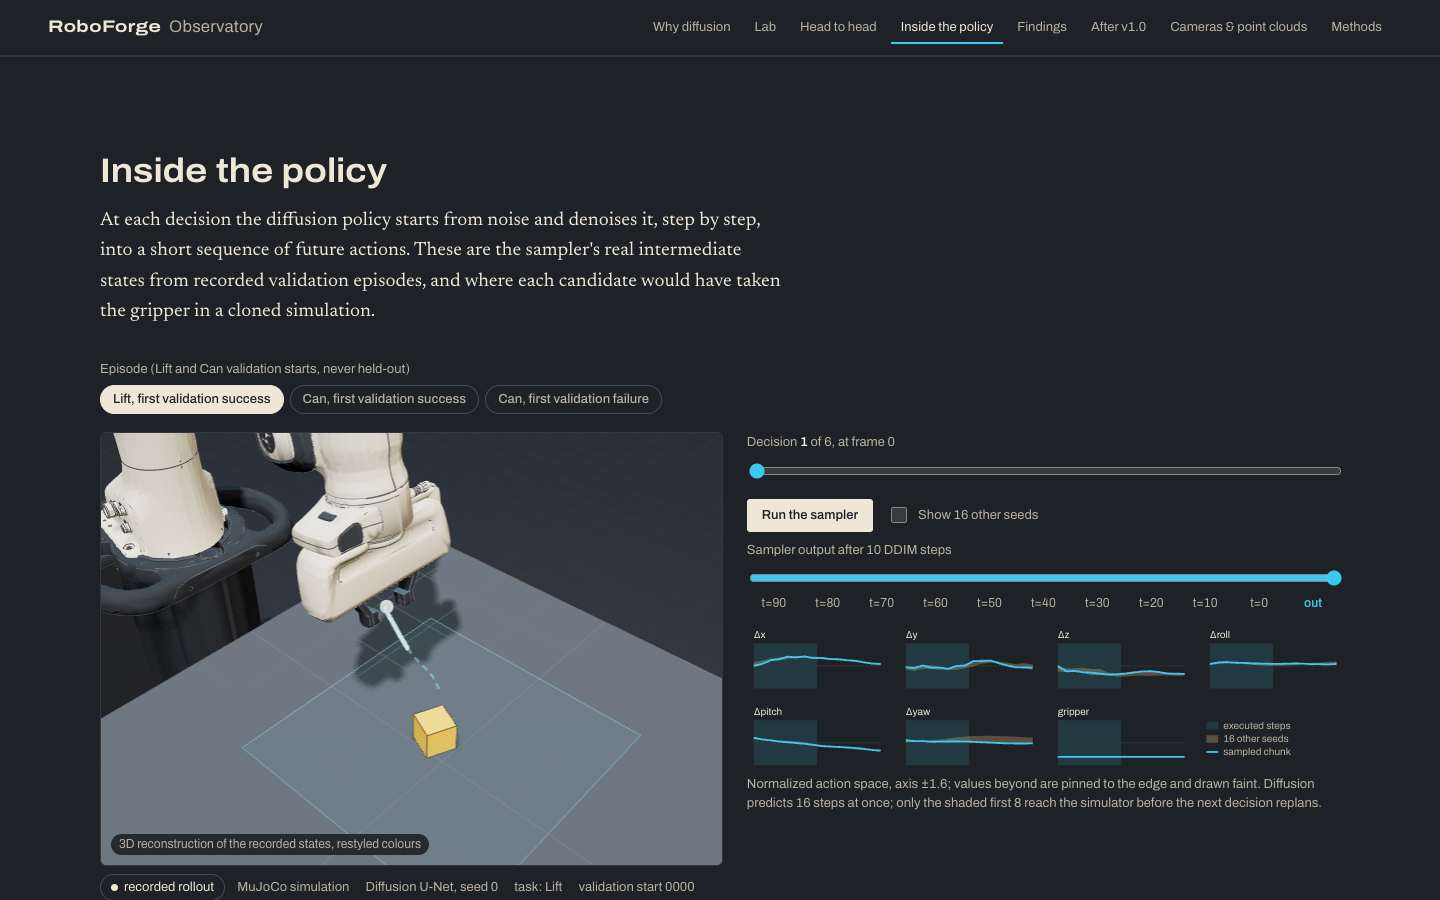 RoboForge Observatory
Why diffusion Lab Head to head Inside the policy Findings After v1.0 Cameras & point clouds Methods
Inside the policy
At each decision the diffusion policy starts from noise and denoises it, step by step,
into a short sequence of future actions. These are the sampler's real intermediate
states from recorded validation episodes, and where each candidate would have taken
the gripper in a cloned simulation.
Episode (Lift and Can validation starts, never held-out)
Lift, first validation success Can, first validation success Can, first validation failure
3D reconstruction of the recorded states, restyled colours
recorded rollout MuJoCo simulation Diffusion U-Net, seed 0 task: Lift validation start 0000
Decision 1 of 6, at frame 0
Run the sampler Show 16 other seeds
Sampler output after 10 DDIM steps
t=90 t=80 t=70 t=60 t=50 t=40 t=30 t=20 t=10 t=0 out
Δx Δy Δz Δroll
Δpitch Δyaw gripper
executed steps
16 other seeds
sampled chunk
Normalized action space, axis ±1.6; values beyond are pinned to the edge and drawn faint. Diffusion
predicts 16 steps at once; only the shaded first 8 reach the simulator before the next decision replans.